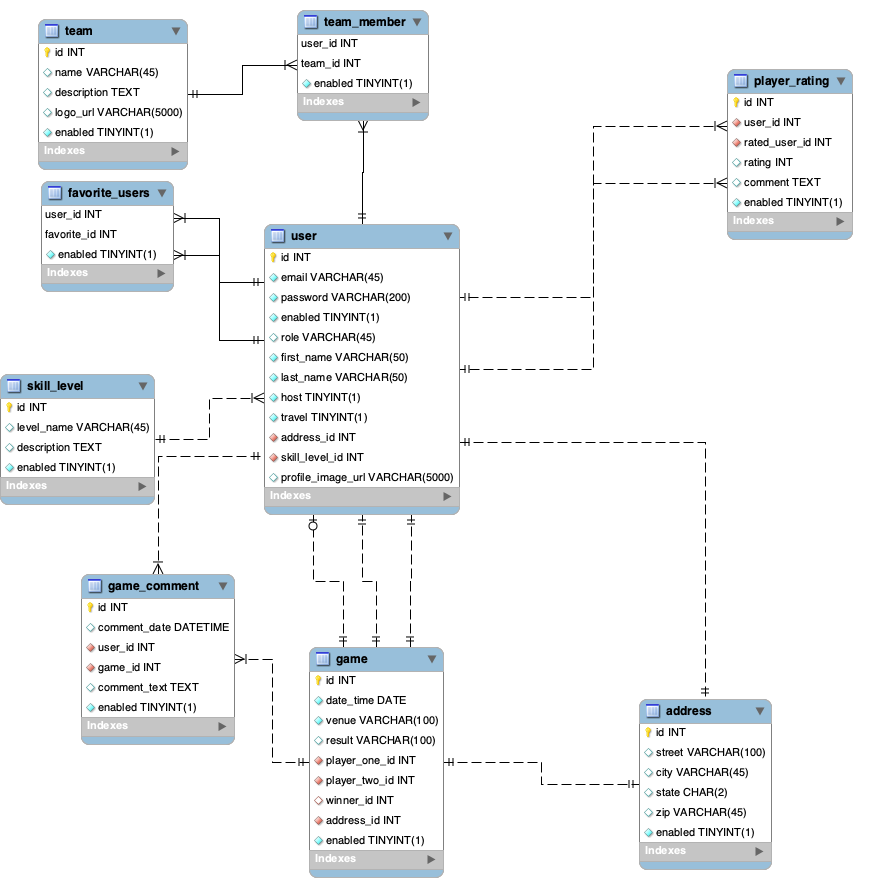 team
id INT
name VARCHAR(45)
description TEXT
logo_url VARCHAR(5000)
enabled TINYINT(1)
Indexes
team_member
user_id INT
team_id INT
enabled TINYINT(1)
Indexes
player_rating
id INT
user_id INT
rated_user_id INT
rating INT
comment TEXT
enabled TINYINT(1)
Indexes
favorite_users
user_id INT
favorite_id INT
enabled TINYINT(1)
Indexes
user
id INT
email VARCHAR(45)
password VARCHAR(200)
enabled TINYINT(1)
role VARCHAR(45)
first_name VARCHAR(50)
last_name VARCHAR(50)
host TINYINT(1)
travel TINYINT(1)
address_id INT
skill_level_id INT
profile_image_url VARCHAR(5000)
Indexes
skill_level
id INT
level_name VARCHAR(45)
description TEXT
enabled TINYINT(1)
Indexes
game_comment
id INT
comment_date DATETIME
user_id INT
game_id INT
comment_text TEXT
enabled TINYINT(1)
Indexes
game
id INT
date_time DATE
venue VARCHAR(100)
result VARCHAR(100)
player_one_id INT
player_two_id INT
winner_id INT
address_id INT
enabled TINYINT(1)
Indexes
address
id INT
street VARCHAR(100)
city VARCHAR(45)
state CHAR(2)
zip VARCHAR(45)
enabled TINYINT(1)
Indexes